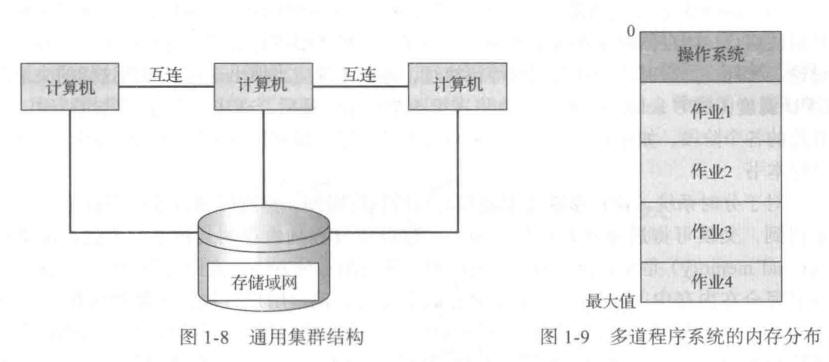 计算机
互连
计算机
互连
计算机
存储域网
图 1-8 通用集群结构
0
操作系统
作业1
作业2
作业3
作业4
最大值
图 1-9 多道程序系统的内存分布